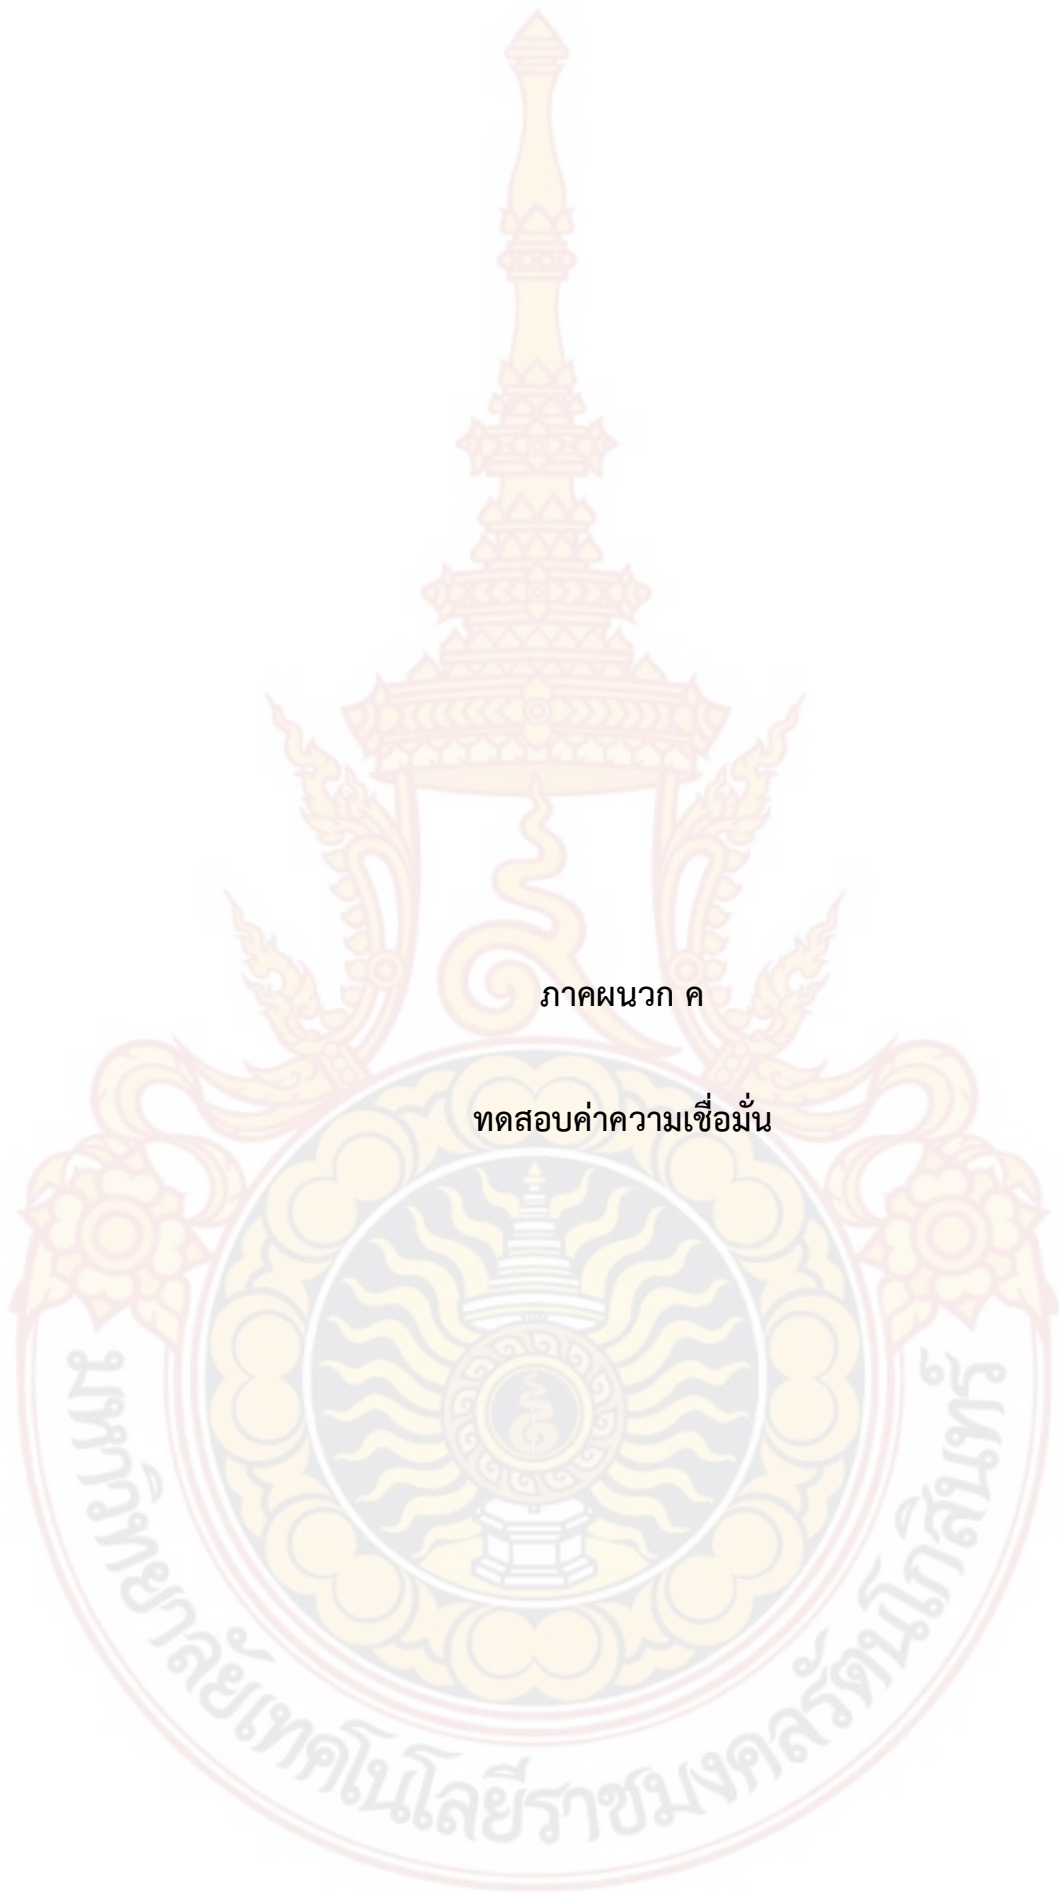 ภาคผนวก ค
ทดสอบค่าความเชื่อมั่น
มหาวิทยาลัยเทคโนโลยีราชมงคลรัตนโกสินทร์